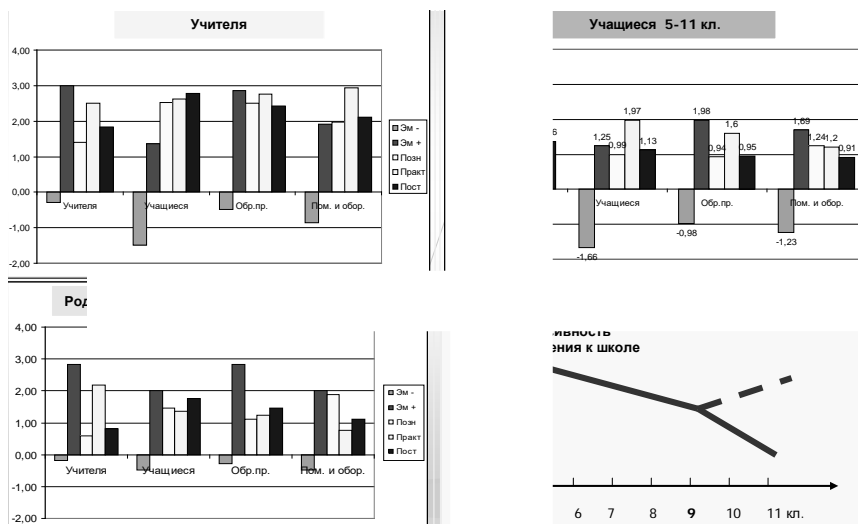 Учителя
4,00
3,00
2,00
1,00
0,00
-1,00
-2,00
Учителя Учащиеся Обр.пр. Пом. и обор.
Эм -
Эм +
Позн
Практ
Пост
Учащиеся 5-11 кл.
6 1,25 0,99 1,97 1,13 1,98 0,94 1,6 0,95 1,69 1,24 1,2 0,91
Учащиеся Обр.пр. Пом. и обор.
-1,66 -0,98 -1,23
Род
4,00
3,00
2,00
1,00
0,00
-1,00
-2,00
Учителя Учащиеся Обр.пр. Пом. и обор.
Эм -
Эм +
Позн
Практ
Пост
ивность
ения к школе
6 7 8 9 10 11 кл.